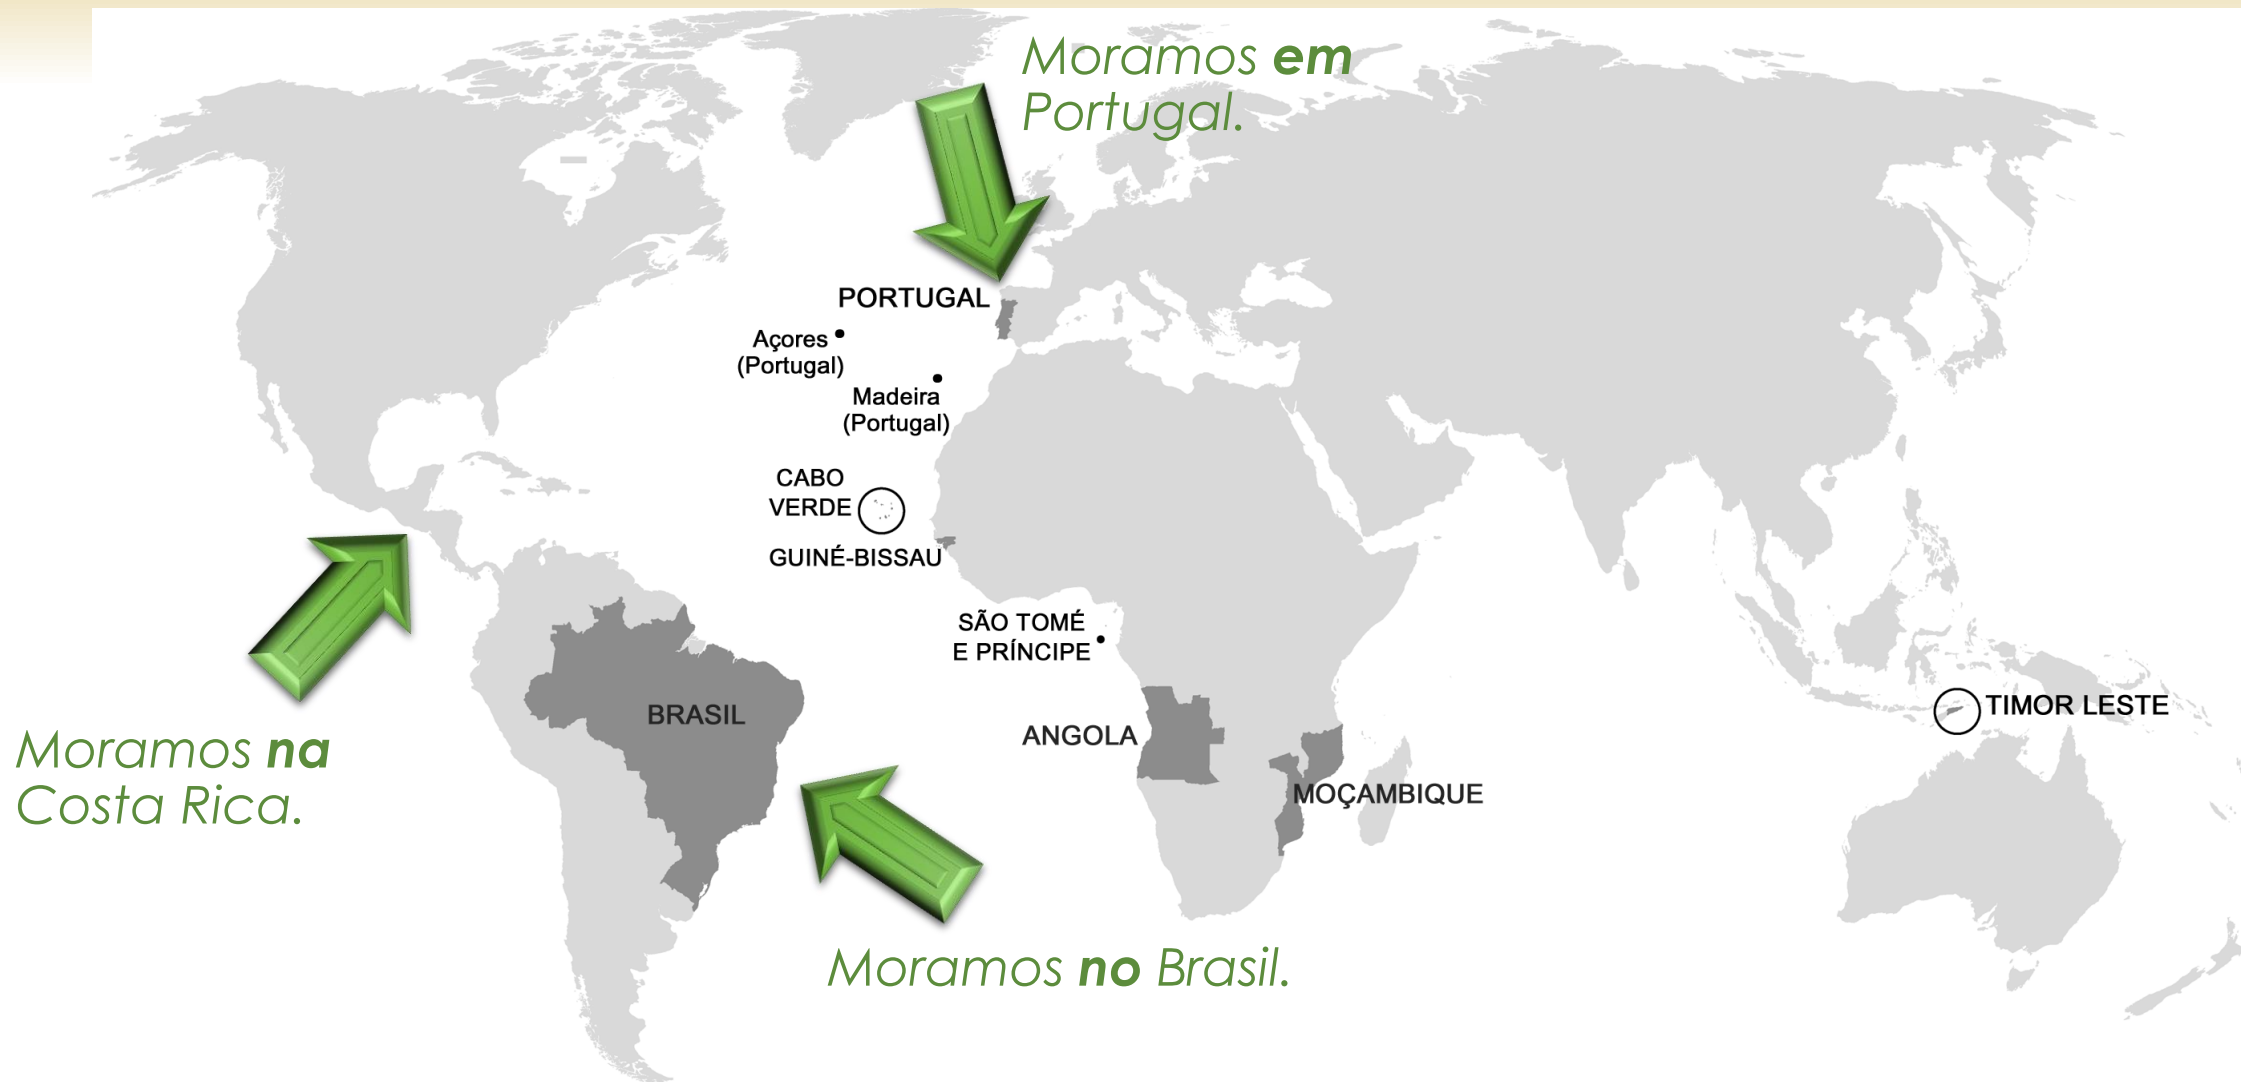 Moramos em
Portugal.
PORTUGAL
Açores
(Portugal)
Madeira
(Portugal)
CABO
VERDE
GUINÉ-BISSAU
SÃO TOMÉ
E PRÍNCIPE
BRASIL
ANGOLA
MOÇAMBIQUE
TIMOR LESTE
Moramos na
Costa Rica.
Moramos no Brasil.